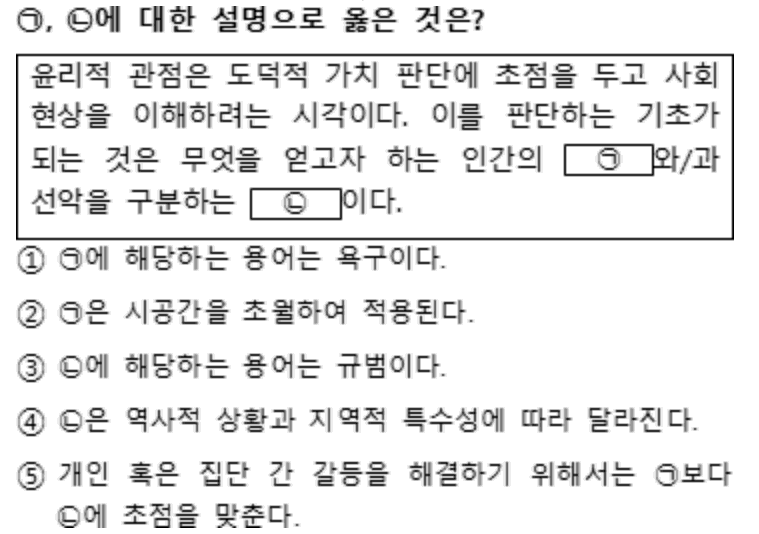 ㉠, ㉡에 대한 설명으로 옳은 것은?
윤리적 관점은 도덕적 가치 판단에 초점을 두고 사회
현상을 이해하려는 시각이다. 이를 판단하는 기초가
되는 것은 무엇을 얻고자 하는 인간의 ㉠ 와/과
선악을 구분하는 ㉡ 이다.
① ㉠에 해당하는 용어는 욕구이다.
② ㉠은 시공간을 초월하여 적용된다.
③ ㉡에 해당하는 용어는 규범이다.
④ ㉡은 역사적 상황과 지역적 특수성에 따라 달라진다.
⑤ 개인 혹은 집단 간 갈등을 해결하기 위해서는 ㉠보다
㉡에 초점을 맞춘다.